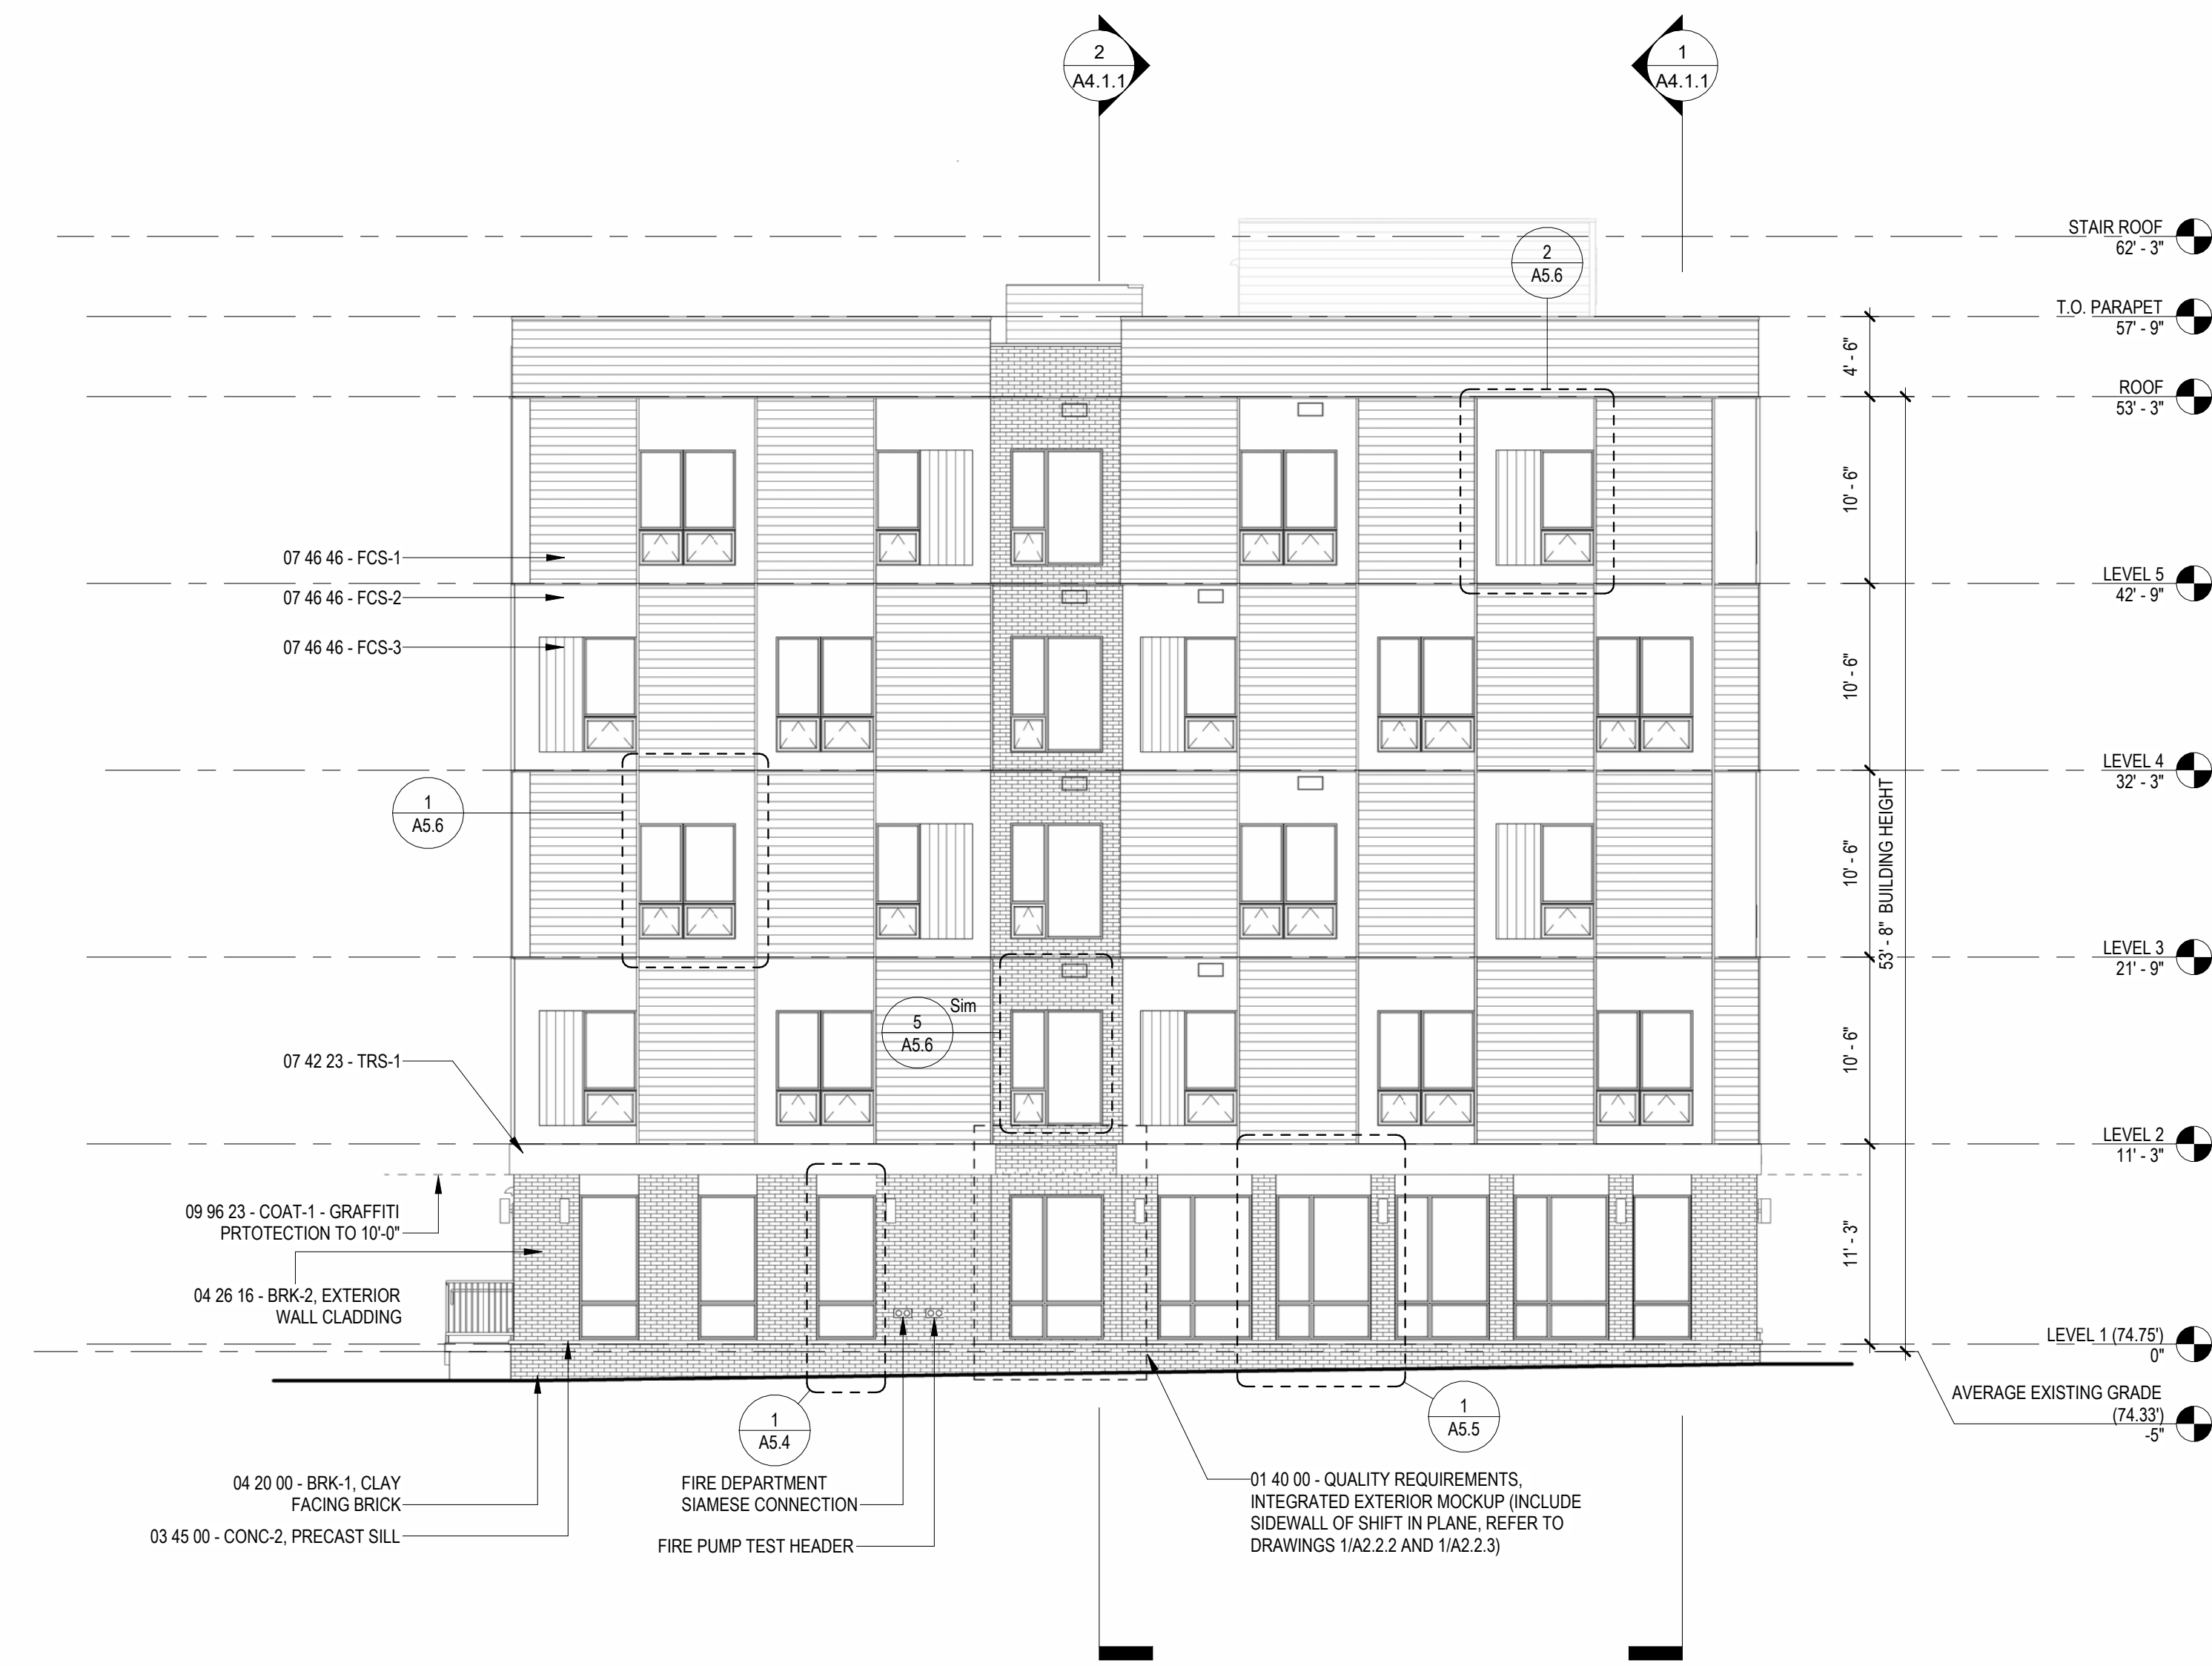 2
A4.1.1
1
A4.1.1
STAIR ROOF
62' - 3"
2
A5.6
T.O. PARAPET
57' - 9"
4' - 6"
ROOF
53' - 3"
10' - 6"
07 46 46 - FCS-1
LEVEL 5
42' - 9"
07 46 46 - FCS-2
07 46 46 - FCS-3
10' - 6"
LEVEL 4
32' - 3"
1
A5.6
10' - 6"
53' - 8" BUILDING HEIGHT
LEVEL 3
21' - 9"
Sim
5
A5.6
10' - 6"
07 42 23 - TRS-1
LEVEL 2
11' - 3"
09 96 23 - COAT-1 - GRAFFITI
PRTOTECTION TO 10'-0"
11' - 3"
04 26 16 - BRK-2, EXTERIOR
WALL CLADDING
LEVEL 1 (74.75')
0"
AVERAGE EXISTING GRADE
(74.33')
-5"
1
A5.4
1
A5.5
04 20 00 - BRK-1, CLAY
FACING BRICK
03 45 00 - CONC-2, PRECAST SILL
FIRE DEPARTMENT
SIAMESE CONNECTION
FIRE PUMP TEST HEADER
01 40 00 - QUALITY REQUIREMENTS,
INTEGRATED EXTERIOR MOCKUP (INCLUDE
SIDEWALL OF SHIFT IN PLANE, REFER TO
DRAWINGS 1/A2.2.2 AND 1/A2.2.3)